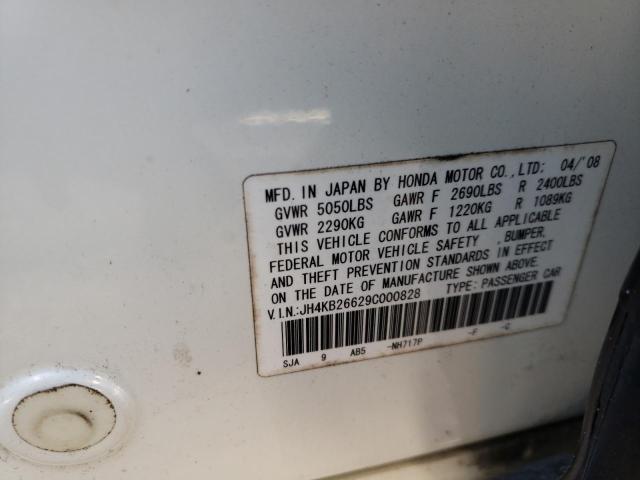 MFD. IN JAPAN BY HONDA MOTOR CO., LTD: 04/'08
GVWR 5050LBS GAWR F 2690LBS R 2400LBS
GVWR 2290KG GAWR F 1220KG R 1089KG
THIS VEHICLE CONFORMS TO ALL APPLICABLE
FEDERAL MOTOR VEHICLE SAFETY , BUMPER,
AND THEFT PREVENTION STANDARDS IN EFFECT
ON THE DATE OF MANUFACTURE SHOWN ABOVE.
V.I.N.:JH4KB26629C000828 TYPE: PASSENGER CAR
SJA 9 AB5 -NH717P -F -C